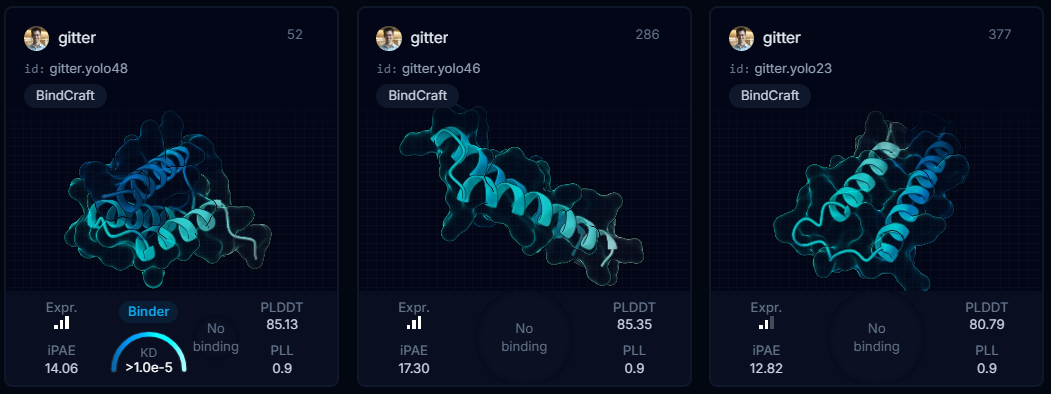 gitter 52
id: gitter.yolo48
BindCraft
Expr.
Binder
KD
>1.0e-5
No
binding
PLDDT
85.13
iPAE
14.06
PLL
0.9
gitter 286
id: gitter.yolo46
BindCraft
Expr.
No
binding
PLDDT
85.35
iPAE
17.30
PLL
0.9
gitter 377
id: gitter.yolo23
BindCraft
Expr.
No
binding
PLDDT
80.79
iPAE
12.82
PLL
0.9